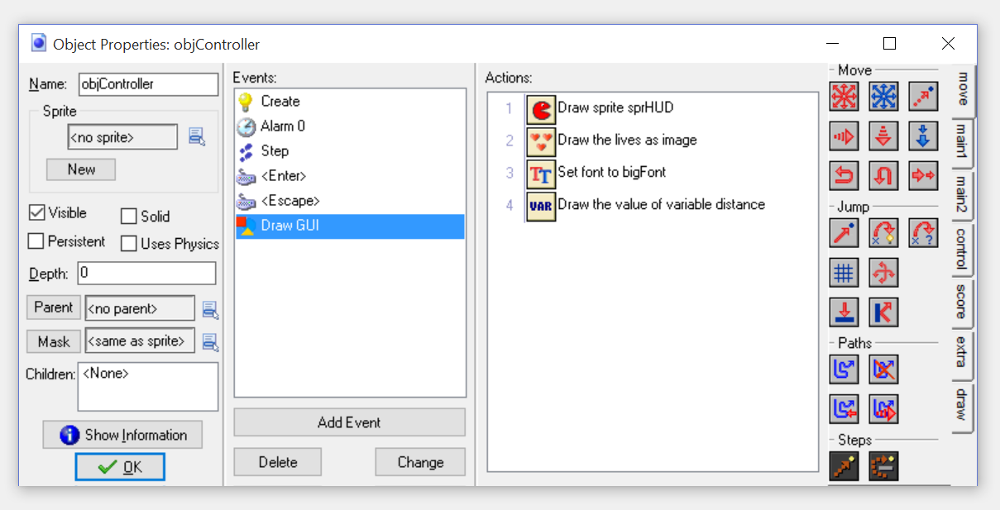 Object Properties: objController
Name: objController
Sprite
<no sprite>
New
Visible
Solid
Persistent
Uses Physics
Depth: 0
Parent <no parent>
Mask <same as sprite>
Children: <None>
Show Information
OK
Events:
Create
Alarm 0
Step
<Enter>
<Escape>
Draw GUI
Add Event
Delete
Change
Actions:
1 Draw sprite sprHUD
2 Draw the lives as image
3 TT Set font to bigFont
4 VAR Draw the value of variable distance
Move
Jump
x
x ?
Paths
Steps
move
main1
main2
control
score
extra
draw